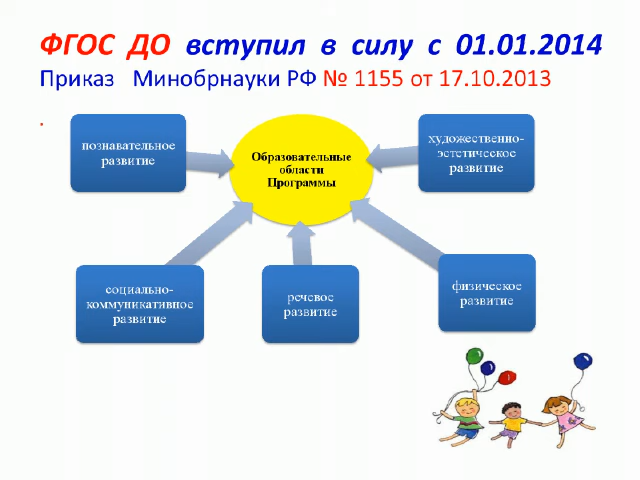 ФГОС ДО вступил в силу с 01.01.2014
Приказ Минобрнауки РФ № 1155 от 17.10.2013
.
познавательное
развитие
Образовательные
области
Программы
художественно-
эстетическое
развитие
социально-
коммуникативное
развитие
речевое
развитие
физическое
развитие